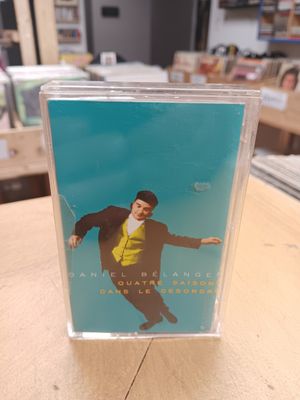 DANIEL BÉLANGER
QUATRE SAISONS
DANS LE DÉSORDRE